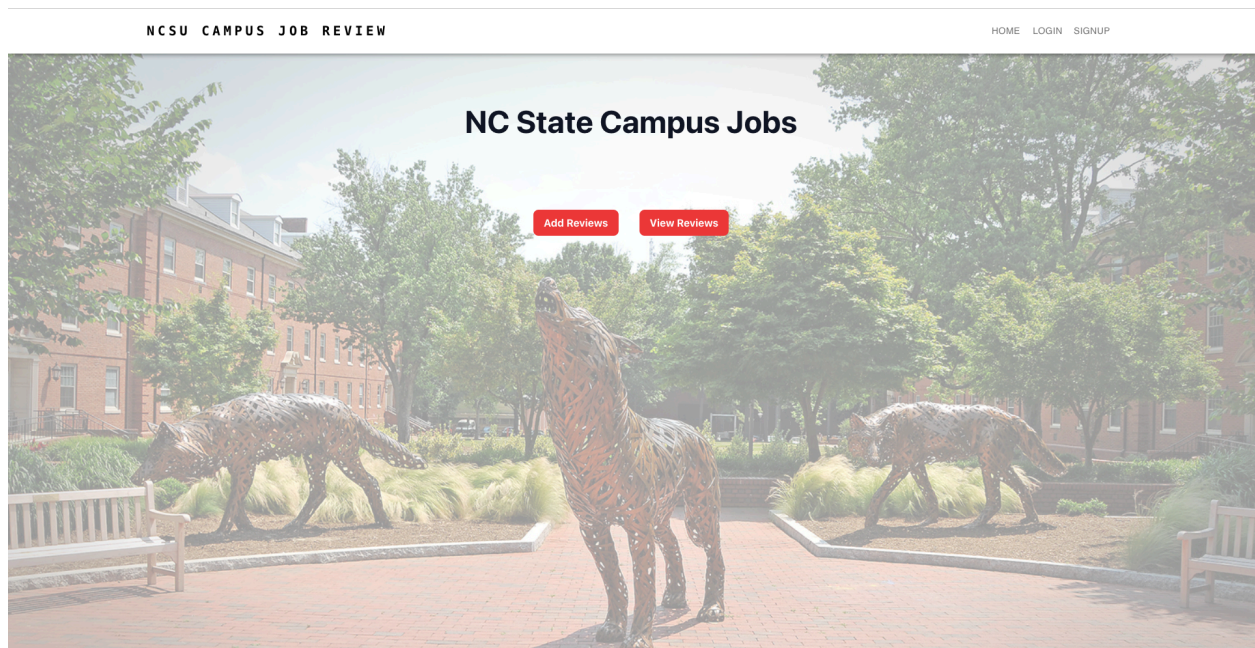 NCSU CAMPUS JOB REVIEW
HOME LOGIN SIGNUP
NC State Campus Jobs
Add Reviews View Reviews